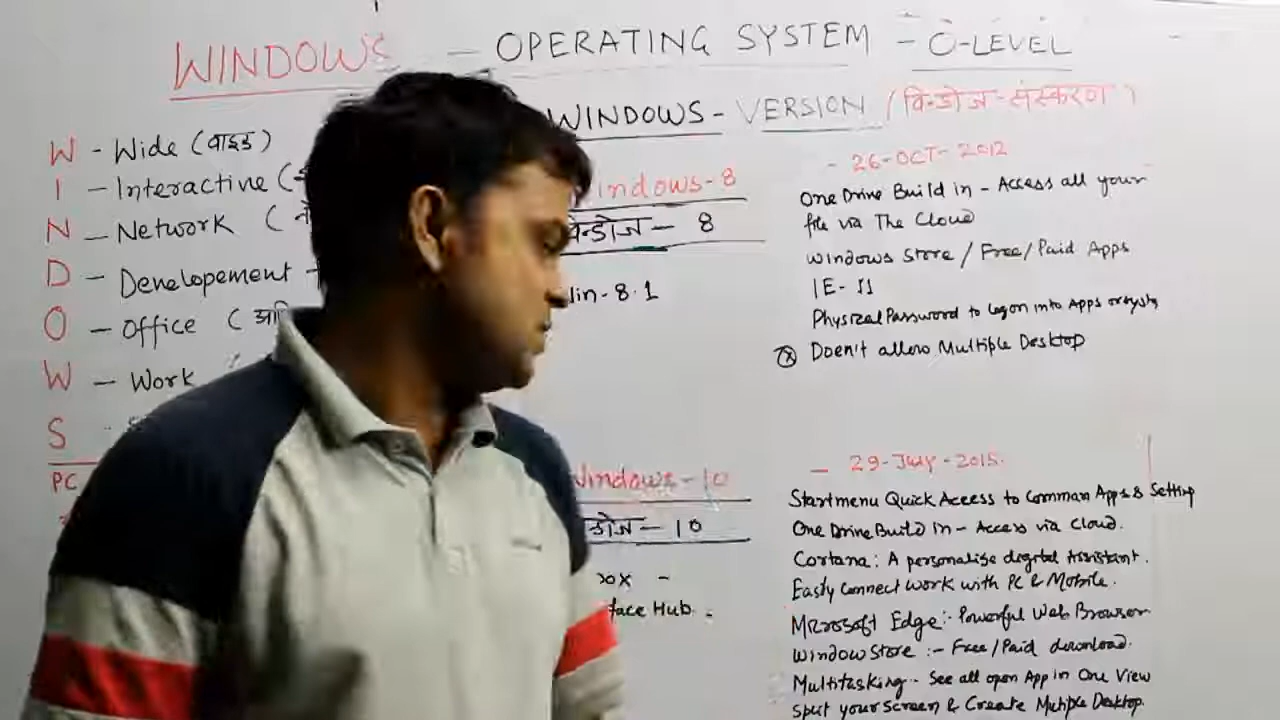 WINDOWS - OPERATING SYSTEM - O-LEVEL
WINDOWS - VERSION / (विन्डोज-संस्करण)
W - Wide (वाइड)
I - Interactive (
N - Network (
D - Developement -
O - Office (
W - Work
S
PC
indows-8
न्डोज - 8
in-8.1
- 26-OCT-2012
One Drive Build in - Access all your
file via The Cloud
Windows Store / Free/Paid Apps
IE-11
Physical Password to logon into Apps or
Doen't allow Multiple Desktop
indows-10
डोज - 10
ox -
face Hub.
- 29-July-2015.
Startmenu Quick Access to Comman Apps & Setting
One Drive Build in - Access via Cloud.
Cortana: A personalise digital Assistant.
Easly Connect work with PC & Mobile.
Microsoft Edge:- Powerful Web Browser
Window Store :- Free/Paid download.
Multitasking - See all open App in One View
Split your Screen & Create Multiple Desktop.